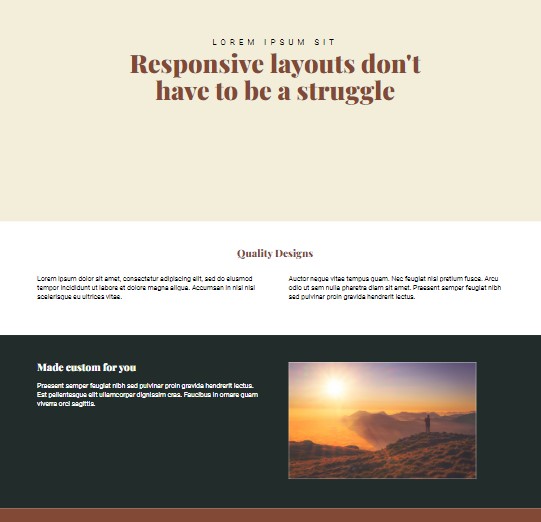 LOREM IPSUM SIT
Responsive layouts don't
have to be a struggle
Quality Designs
Lorem ipsum dolor sit amet, consectetur adipiscing elit, sed do eiusmod
tempor incididunt ut labore et dolore magna aliqua. Accumsan in nisl nisi
scelerisque eu ultrices vitae.
Auctor neque vitae tempus quam. Nec feugiat nisl pretium fusce. Arcu
odio ut sem nulla pharetra diam sit amet. Praesent semper feugiat nibh
sed pulvinar proin gravida hendrerit lectus.
Made custom for you
Praesent semper feugiat nibh sed pulvinar proin gravida hendrerit lectus.
Est pellentesque elit ullamcorper dignissim cras. Faucibus in ornare quam
viverra orci sagittis.